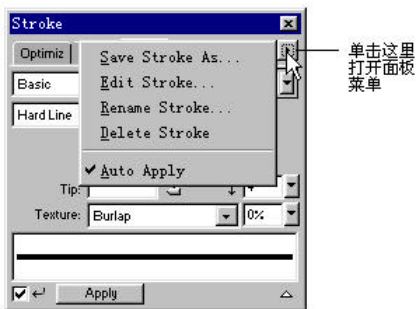 Stroke
Optimiz
Save Stroke As...
Edit Stroke...
Rename Stroke...
Delete Stroke
Auto Apply
Basic
Hard Line
Tip:
Texture: Burlap 0%
Apply
单击这里
打开面板
菜单